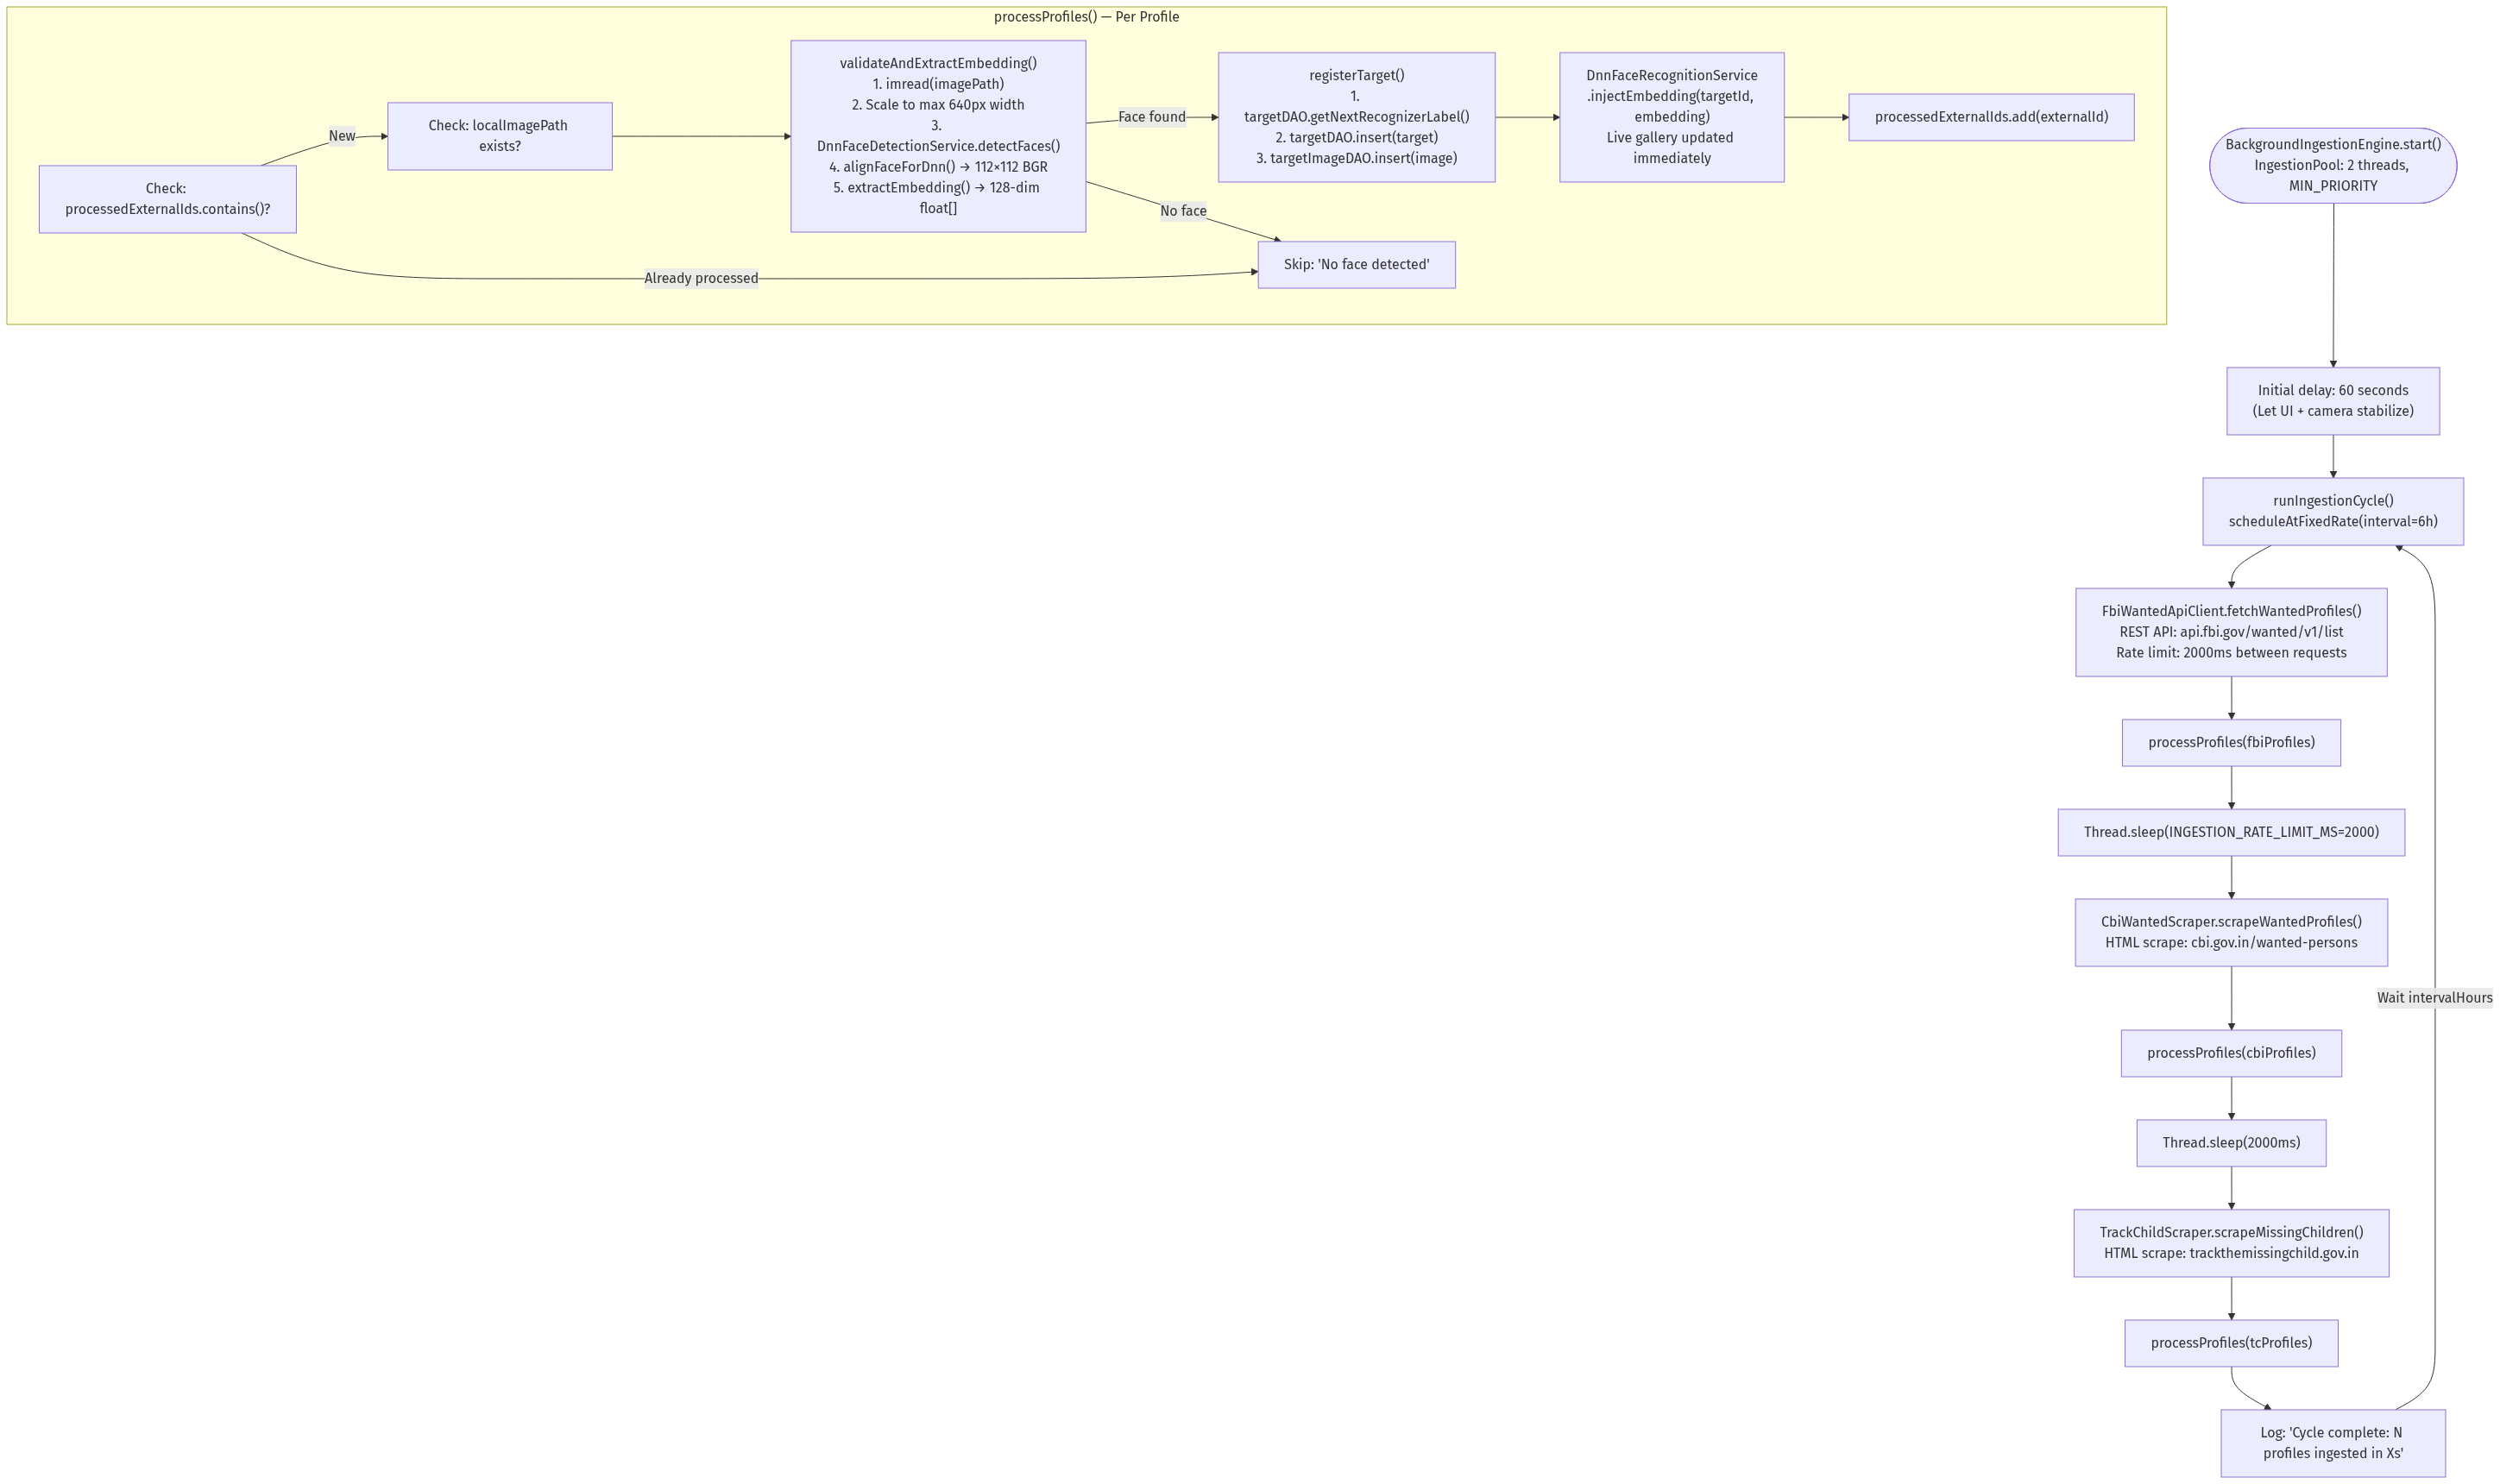 processProfiles() — Per Profile
Check:
processedExternalIds.contains()?
New
Check: localImagePath
exists?
validateAndExtractEmbedding()
1. imread(imagePath)
2. Scale to max 640px width
3.
DnnFaceDetectionService.detectFaces()
4. alignFaceForDnn() → 112×112 BGR
5. extractEmbedding() → 128-dim
float[]
Face found
registerTarget()
1.
targetDAO.getNextRecognizerLabel()
2. targetDAO.insert(target)
3. targetImageDAO.insert(image)
DnnFaceRecognitionService
.injectEmbedding(targetId,
embedding)
Live gallery updated
immediately
processedExternalIds.add(externalId)
No face
Already processed
Skip: 'No face detected'
BackgroundIngestionEngine.start()
IngestionPool: 2 threads,
MIN_PRIORITY
Initial delay: 60 seconds
(Let UI + camera stabilize)
runIngestionCycle()
scheduleAtFixedRate(interval=6h)
FbiWantedApiClient.fetchWantedProfiles()
REST API: api.fbi.gov/wanted/v1/list
Rate limit: 2000ms between requests
processProfiles(fbiProfiles)
Thread.sleep(INGESTION_RATE_LIMIT_MS=2000)
CbiWantedScraper.scrapeWantedProfiles()
HTML scrape: cbi.gov.in/wanted-persons
Wait intervalHours
processProfiles(cbiProfiles)
Thread.sleep(2000ms)
TrackChildScraper.scrapeMissingChildren()
HTML scrape: trackthemissingchild.gov.in
processProfiles(tcProfiles)
Log: 'Cycle complete: N
profiles ingested in Xs'